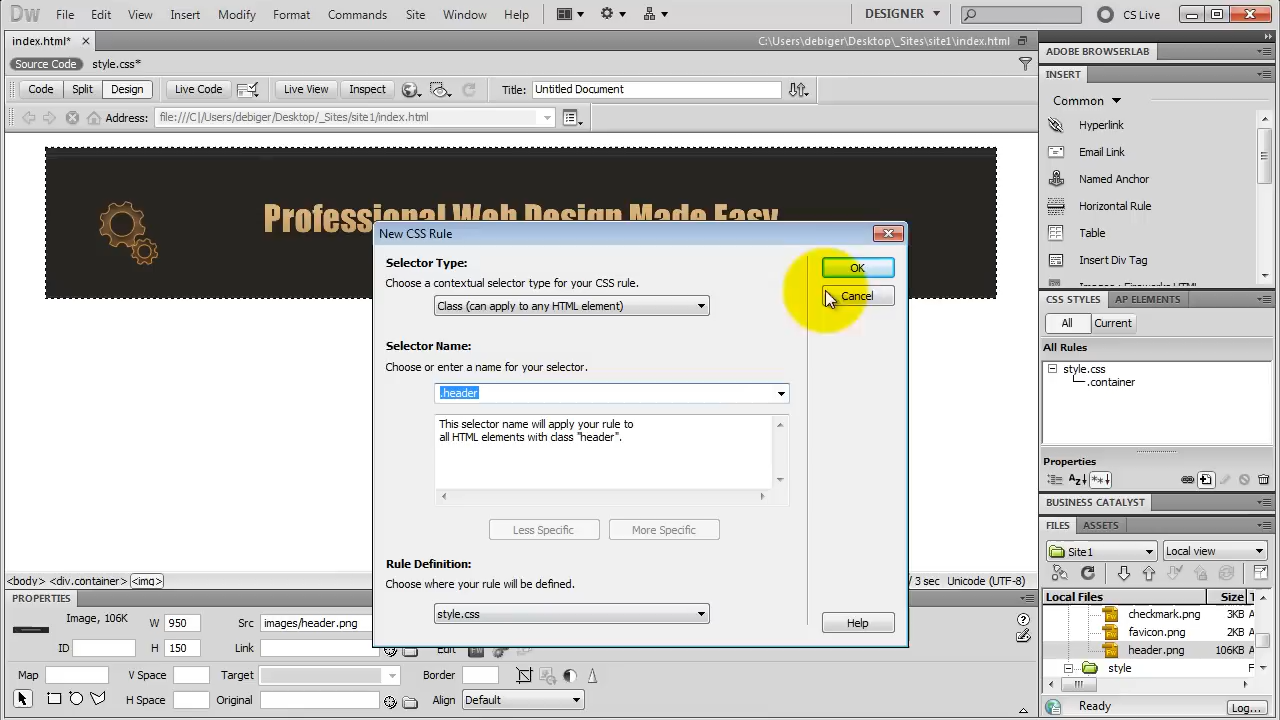 Dw File Edit View Insert Modify Format Commands Site Window Help DESIGNER CS Live
index.html* C:\Users\debiger\Desktop\_Sites\site1\index.html
Source Code style.css*
Code Split Design Live Code Live View Inspect Title: Untitled Document
Address: file:///C|/Users/debiger/Desktop/_Sites/site1/index.html
Professional Web Design Made Easy
New CSS Rule
Selector Type:
Choose a contextual selector type for your CSS rule.
Class (can apply to any HTML element)
Selector Name:
Choose or enter a name for your selector.
.header
This selector name will apply your rule to
all HTML elements with class "header".
Less Specific More Specific
Rule Definition:
Choose where your rule will be defined.
style.css
OK
Cancel
Help
<body> <div.container> <img> / 3 sec Unicode (UTF-8)
PROPERTIES
Image, 106K W 950 Src images/header.png
ID H 150 Link Edit
Map V Space Target Border
H Space Original Align Default
ADOBE BROWSERLAB
INSERT
Common
Hyperlink
Email Link
Named Anchor
Horizontal Rule
Table
Insert Div Tag
Images : Fireworks HTML
CSS STYLES AP ELEMENTS
All Current
All Rules
style.css
.container
Properties
Az↓ **↓
BUSINESS CATALYST
FILES ASSETS
Site1 Local view
Local Files Size
checkmark.png 3KB
favicon.png 2KB
header.png 106KB
style
Ready Log...